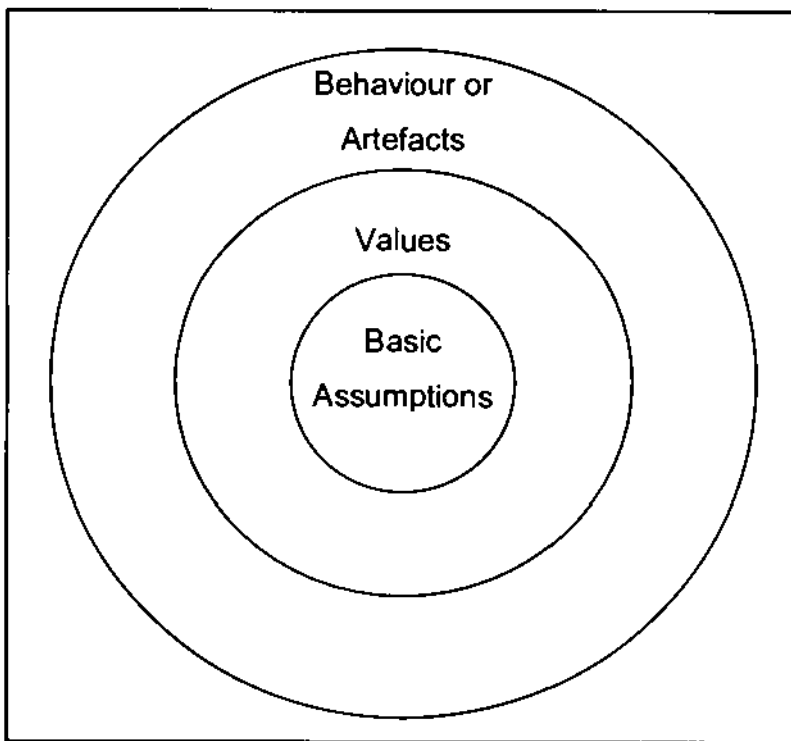 Behaviour or
Artefacts
Values
Basic
Assumptions